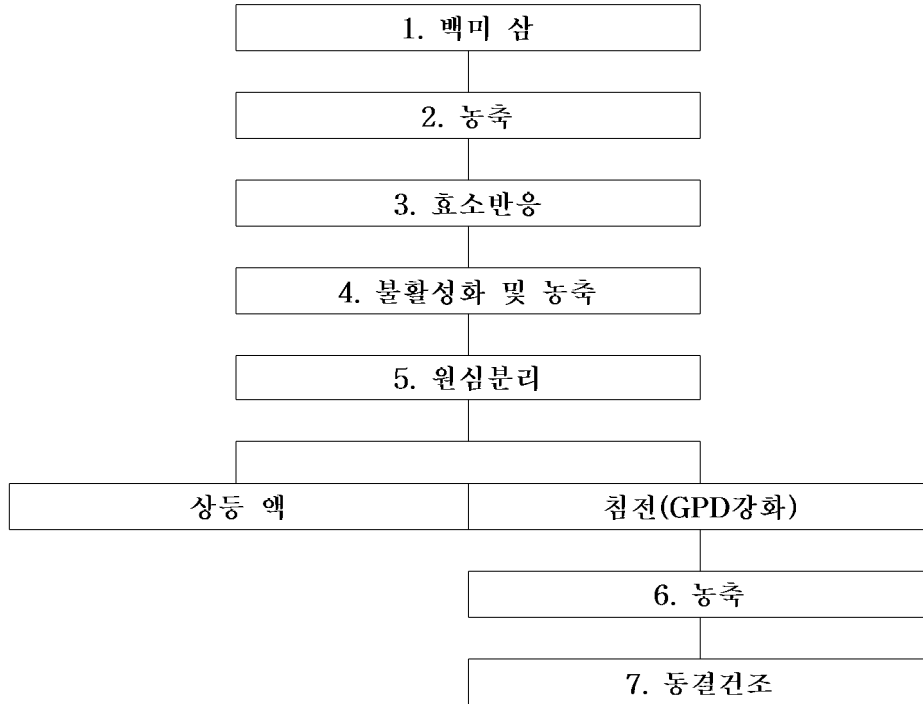 1. 백미 삼
2. 농축
3. 효소반응
4. 불활성화 및 농축
5. 원심분리
상등 액
침전(GPD강화)
6. 농축
7. 동결건조